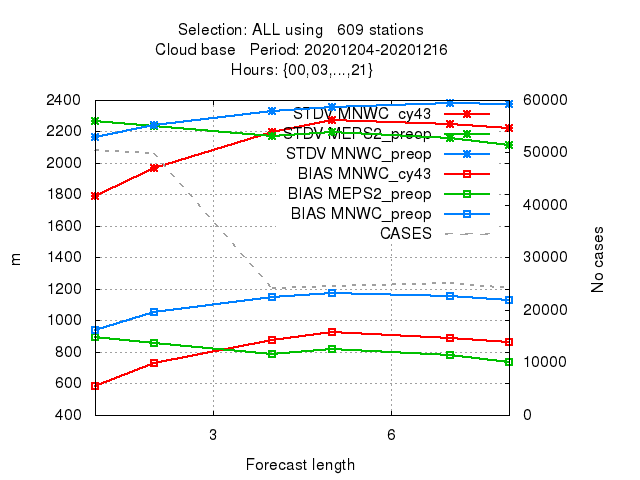 Selection: ALL using   609 stations
Cloud base   Period: 20201204-20201216
Hours: {00,03,...,21}
2400
2200
2000
1800
1600
1400
1200
1000
800
600
400
m
STDV MNWC_cy43
STDV MEPS2_preop
STDV MNWC_preop
BIAS MNWC_cy43
BIAS MEPS2_preop
BIAS MNWC_preop
CASES
60000
50000
40000
30000
20000
10000
0
No cases
3 6
Forecast length